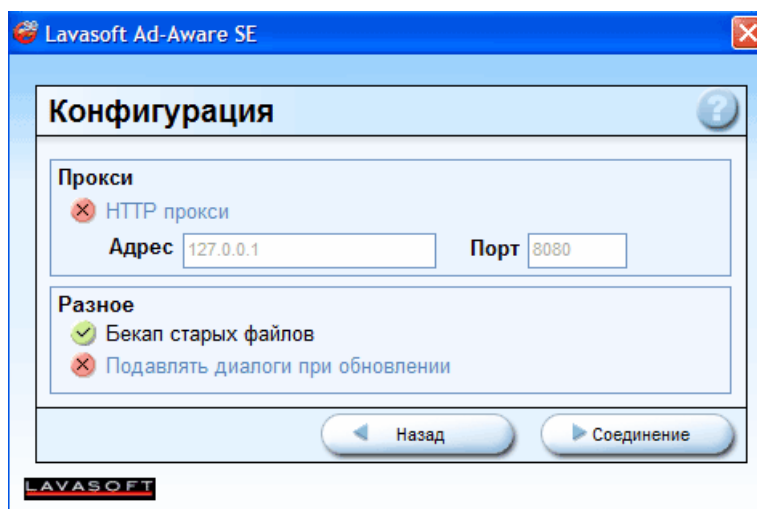 Lavasoft Ad-Aware SE
Конфигурация
?
Прокси
HTTP прокси
Адрес 127.0.0.1 Порт 8080
Разное
Бекап старых файлов
Подавлять диалоги при обновлении
Назад Соединение
LAVASOFT